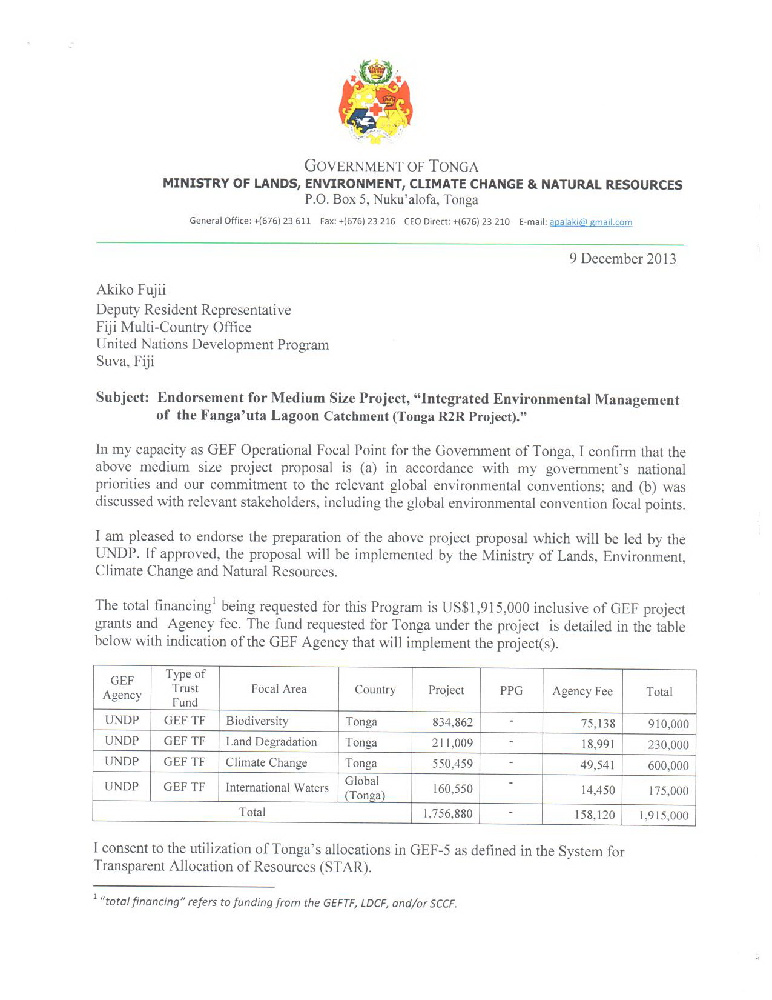 GOVERNMENT OF TONGA
MINISTRY OF LANDS, ENVIRONMENT, CLIMATE CHANGE & NATURAL RESOURCES
P.O. Box 5, Nuku'alofa, Tonga
General Office: +(676) 23 611 Fax: +(676) 23 216 CEO Direct: +(676) 23 210 E-mail: apalaki@ gmail.com
9 December 2013
Akiko Fujii
Deputy Resident Representative
Fiji Multi-Country Office
United Nations Development Program
Suva, Fiji
Subject: Endorsement for Medium Size Project, “Integrated Environmental Management
of the Fanga’uta Lagoon Catchment (Tonga R2R Project).”
In my capacity as GEF Operational Focal Point for the Government of Tonga, I confirm that the
above medium size project proposal is (a) in accordance with my government’s national
priorities and our commitment to the relevant global environmental conventions; and (b) was
discussed with relevant stakeholders, including the global environmental convention focal points.
I am pleased to endorse the preparation of the above project proposal which will be led by the
UNDP. If approved, the proposal will be implemented by the Ministry of Lands, Environment,
Climate Change and Natural Resources.
The total financing1 being requested for this Program is US$1,915,000 inclusive of GEF project
grants and Agency fee. The fund requested for Tonga under the project is detailed in the table
below with indication of the GEF Agency that will implement the project(s).
GEF Agency Type of Trust Fund Focal Area Country Project PPG Agency Fee Total
UNDP GEF TF Biodiversity Tonga 834,862 - 75,138 910,000
UNDP GEF TF Land Degradation Tonga 211,009 - 18,991 230,000
UNDP GEF TF Climate Change Tonga 550,459 - 49,541 600,000
UNDP GEF TF International Waters Global (Tonga) 160,550 - 14,450 175,000
Total 1,756,880 - 158,120 1,915,000
I consent to the utilization of Tonga’s allocations in GEF-5 as defined in the System for
Transparent Allocation of Resources (STAR).
1 “total financing” refers to funding from the GEFTF, LDCF, and/or SCCF.